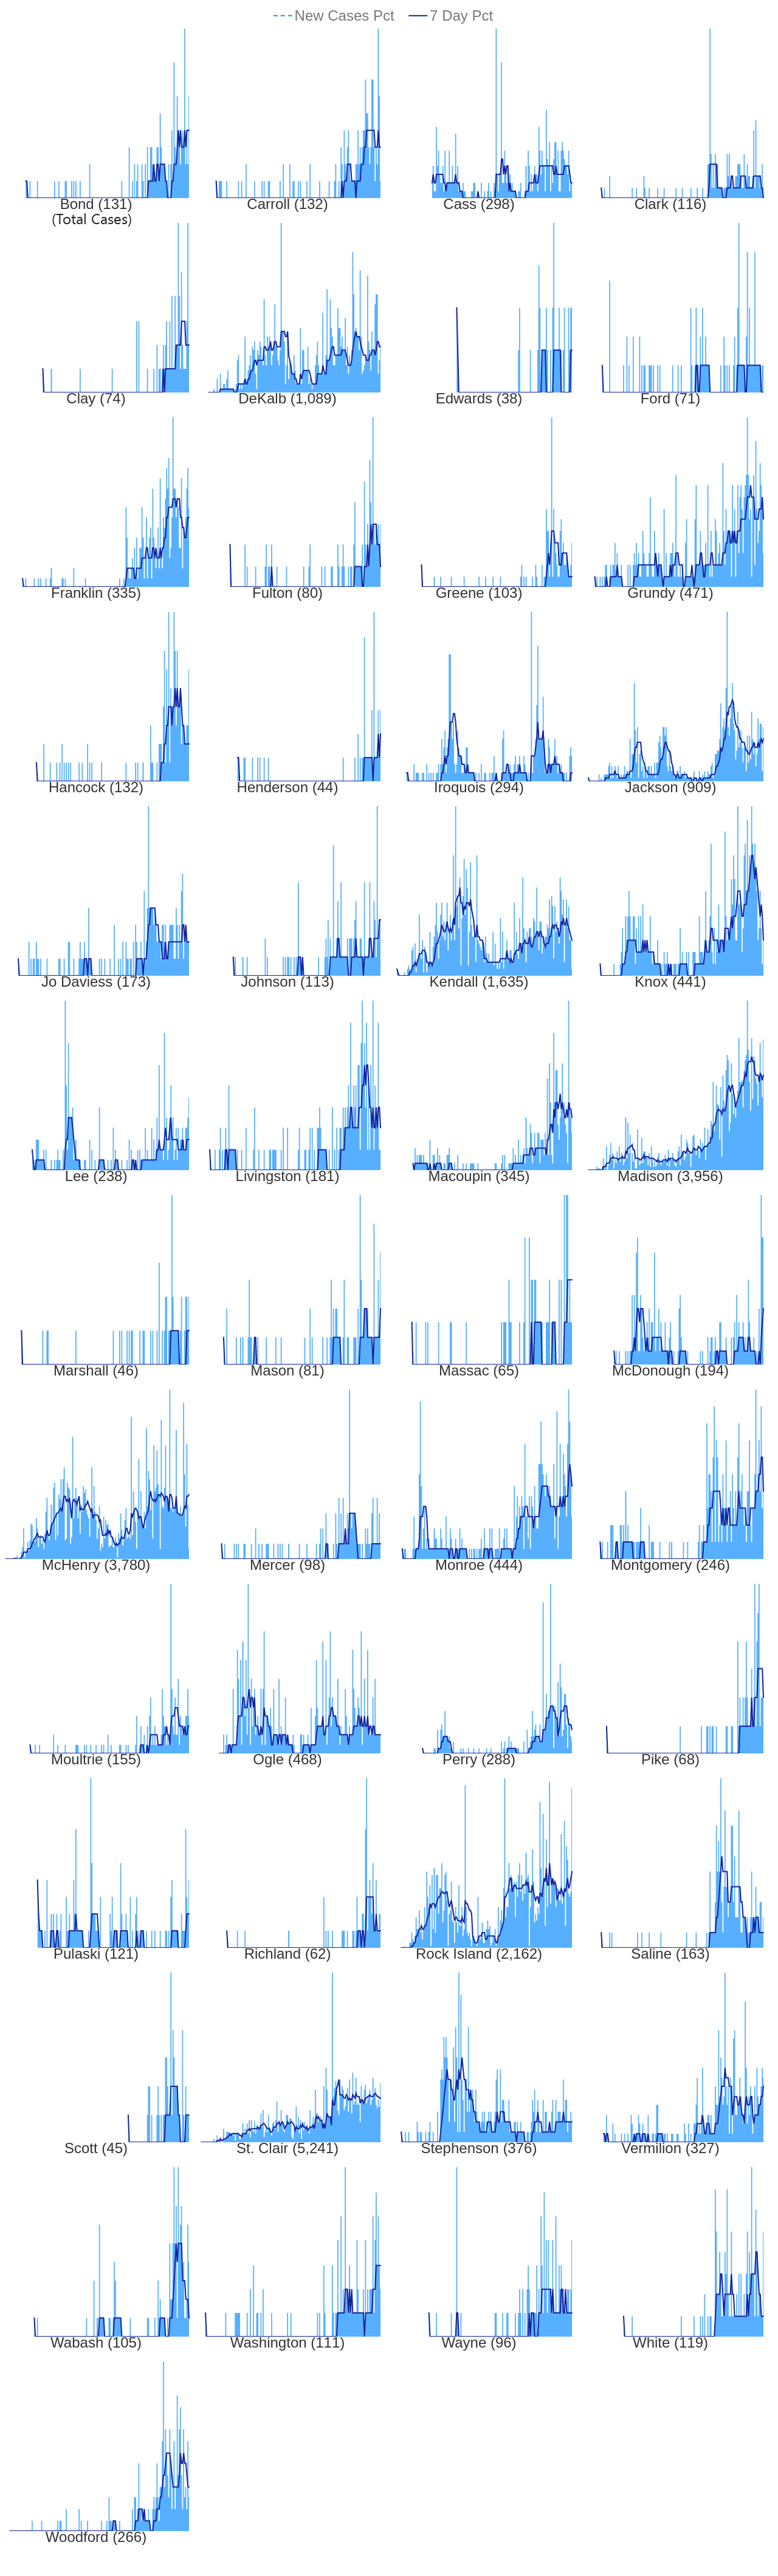 New Cases Pct 7 Day Pct
Bond (131) Carroll (132) Cass (298) Clark (116)
(Total Cases)
Clay (74) DeKalb (1,089) Edwards (38) Ford (71)
Franklin (335) Fulton (80) Greene (103) Grundy (471)
Hancock (132) Henderson (44) Iroquois (294) Jackson (909)
Jo Daviess (173) Johnson (113) Kendall (1,635) Knox (441)
Lee (238) Livingston (181) Macoupin (345) Madison (3,956)
Marshall (46) Mason (81) Massac (65) McDonough (194)
McHenry (3,780) Mercer (98) Monroe (444) Montgomery (246)
Moultrie (155) Ogle (468) Perry (288) Pike (68)
Pulaski (121) Richland (62) Rock Island (2,162) Saline (163)
Scott (45) St. Clair (5,241) Stephenson (376) Vermilion (327)
Wabash (105) Washington (111) Wayne (96) White (119)
Woodford (266)